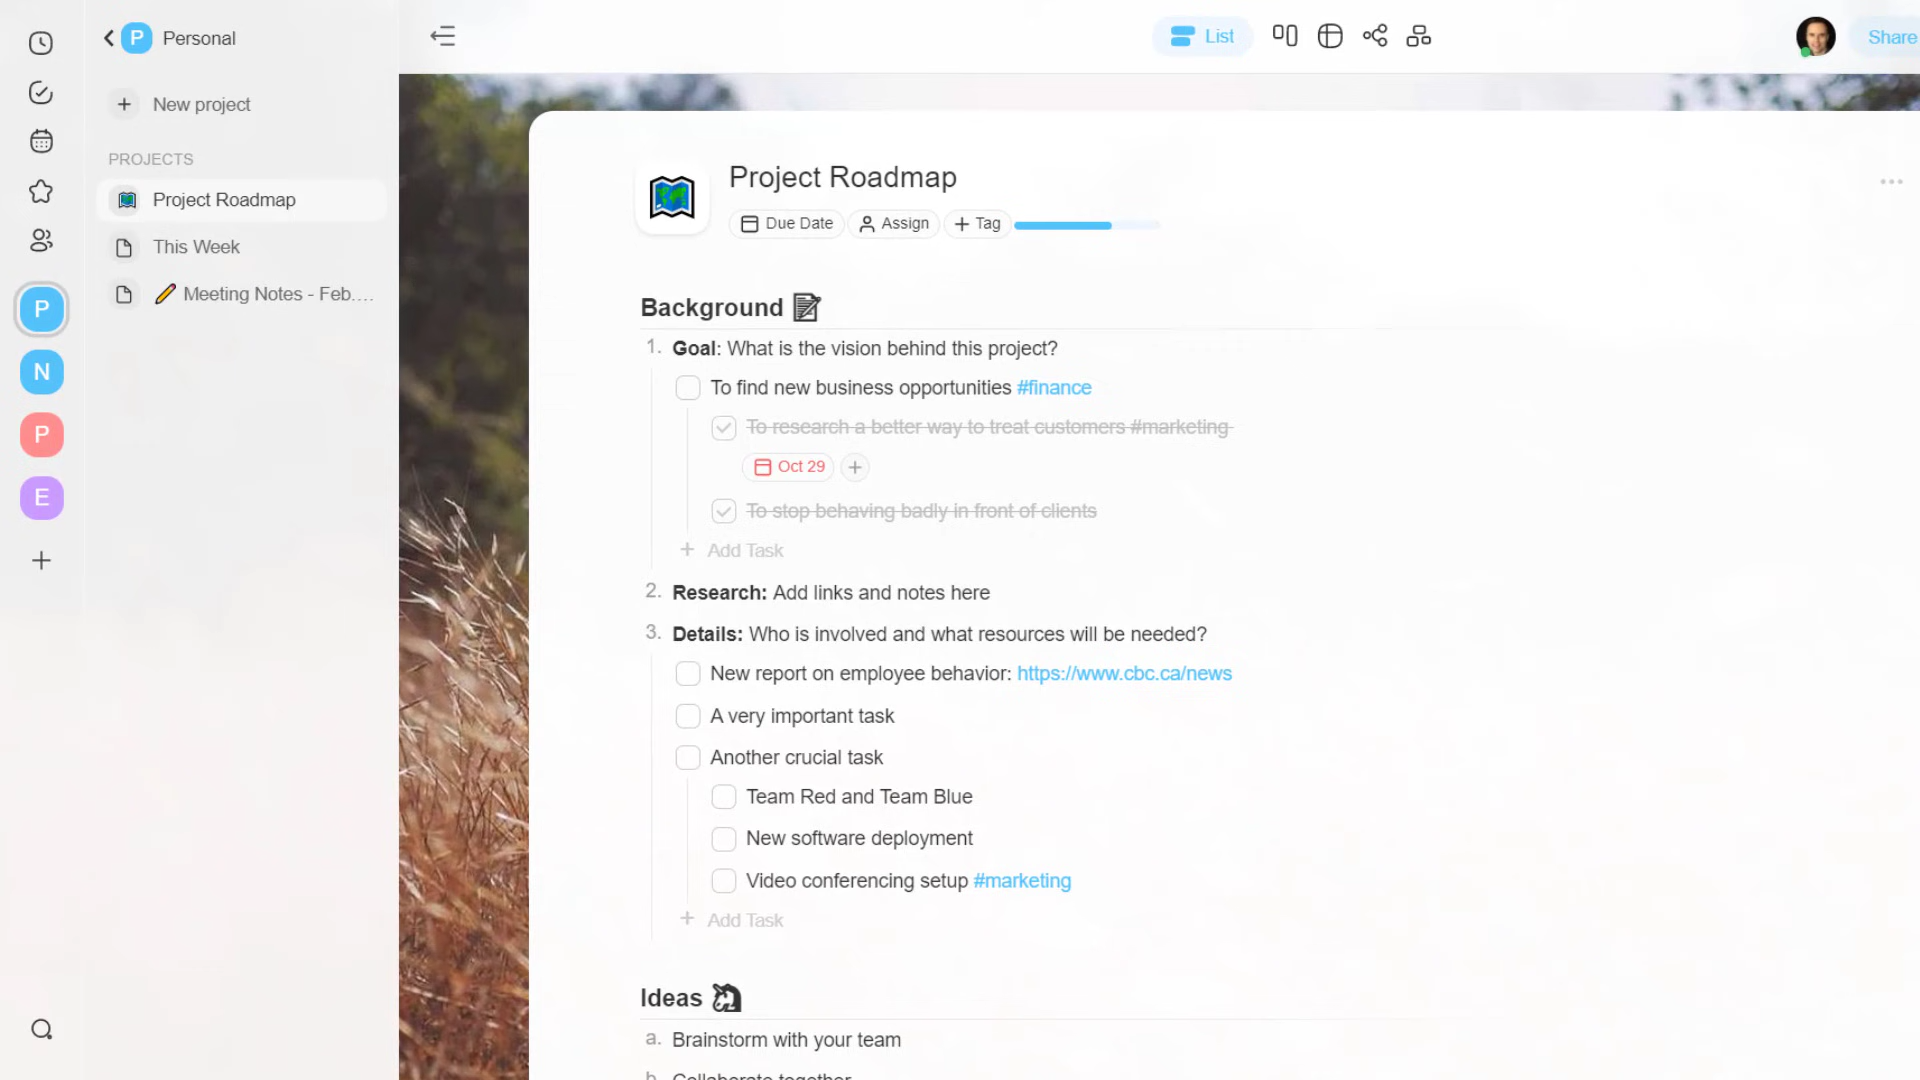 P Personal
New project
PROJECTS
Project Roadmap
This Week
Meeting Notes - Feb....
P
N
P
E
List
Share
Project Roadmap
Due Date
Assign
Tag
Background
1. Goal: What is the vision behind this project?
To find new business opportunities #finance
To research a better way to treat customers #marketing
Oct 29
To stop behaving badly in front of clients
Add Task
2. Research: Add links and notes here
3. Details: Who is involved and what resources will be needed?
New report on employee behavior: https://www.cbc.ca/news
A very important task
Another crucial task
Team Red and Team Blue
New software deployment
Video conferencing setup #marketing
Add Task
Ideas
a. Brainstorm with your team
b. Collaborate together